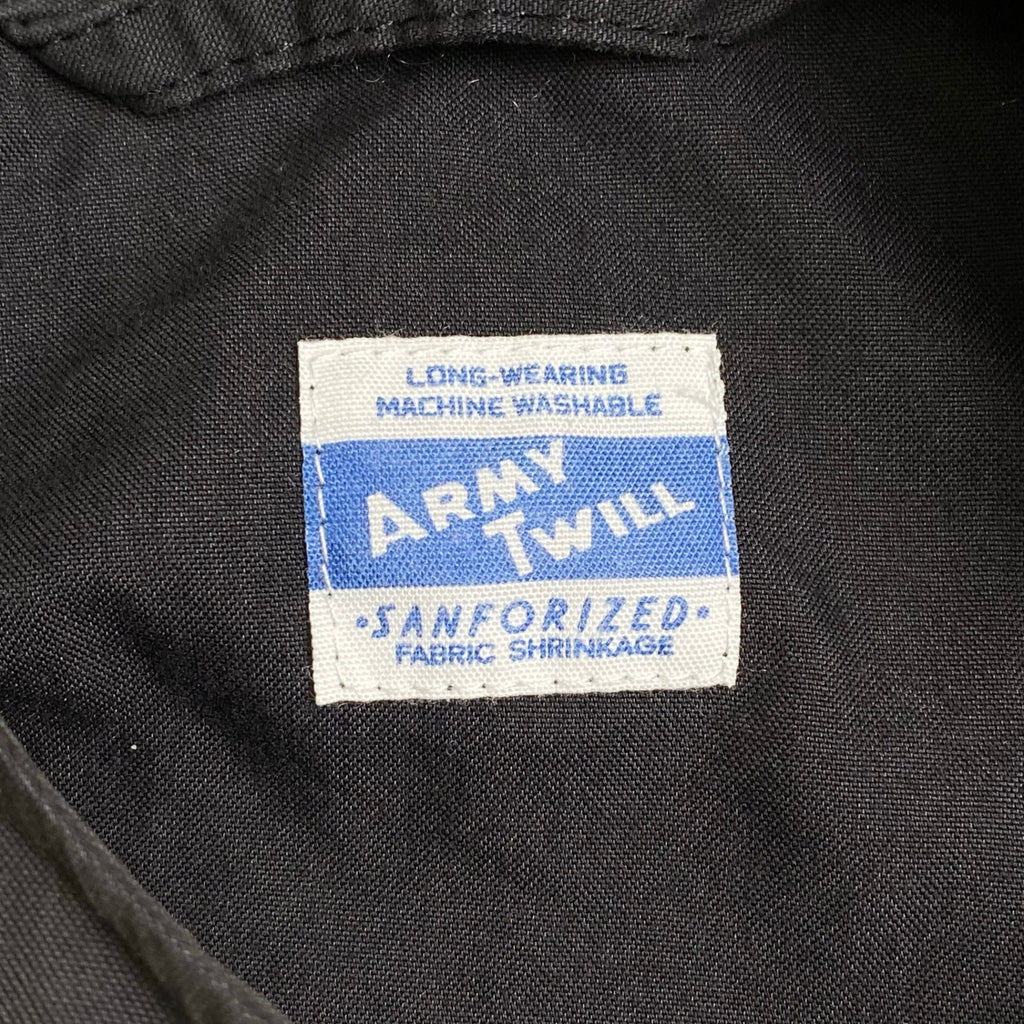 LONG-WEARING
MACHINE WASHABLE
ARMY
TWILL
•SANFORIZED•
FABRIC SHRINKAGE